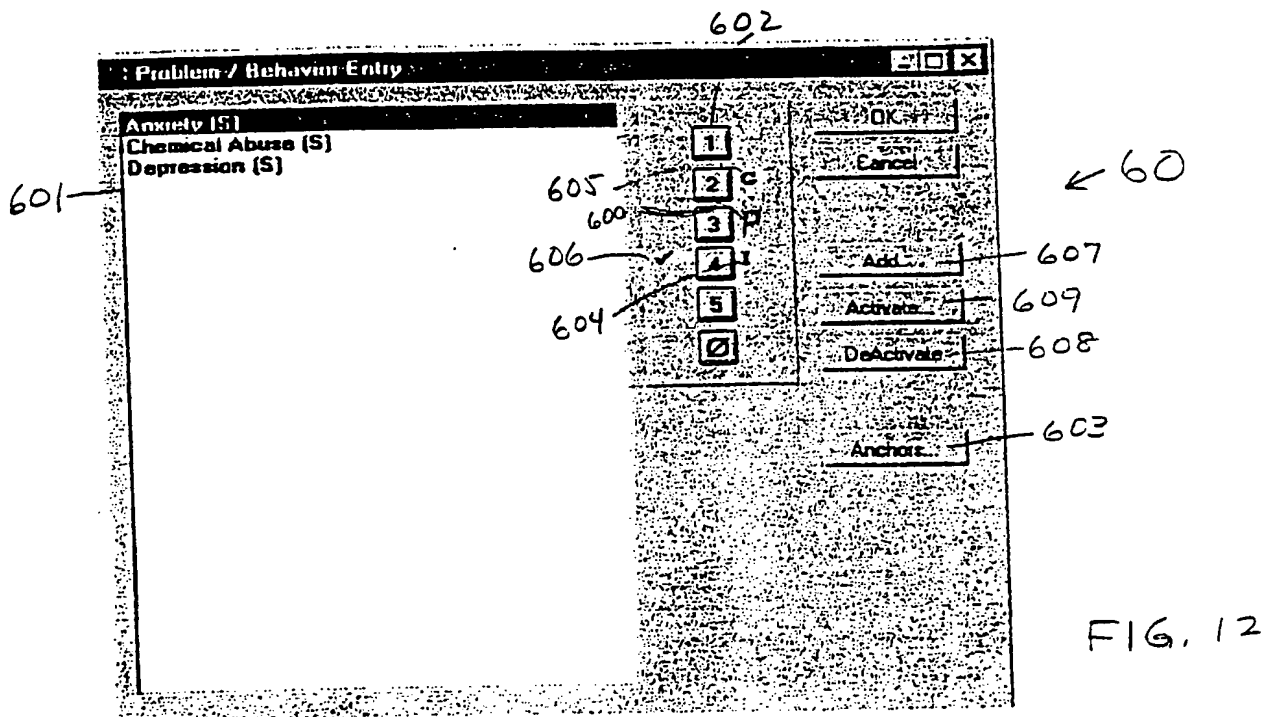 602
: Problem / Behavior Entry
Anxiety (S)
Chemical Abuse (S)
Depression (S)
601
1
2 C
3 P
4 I
5
Ø
605
600
606
604
OK
Cancel
Add...
Activate...
DeActivate
Anchors...
60
607
609
608
603
FIG. 12